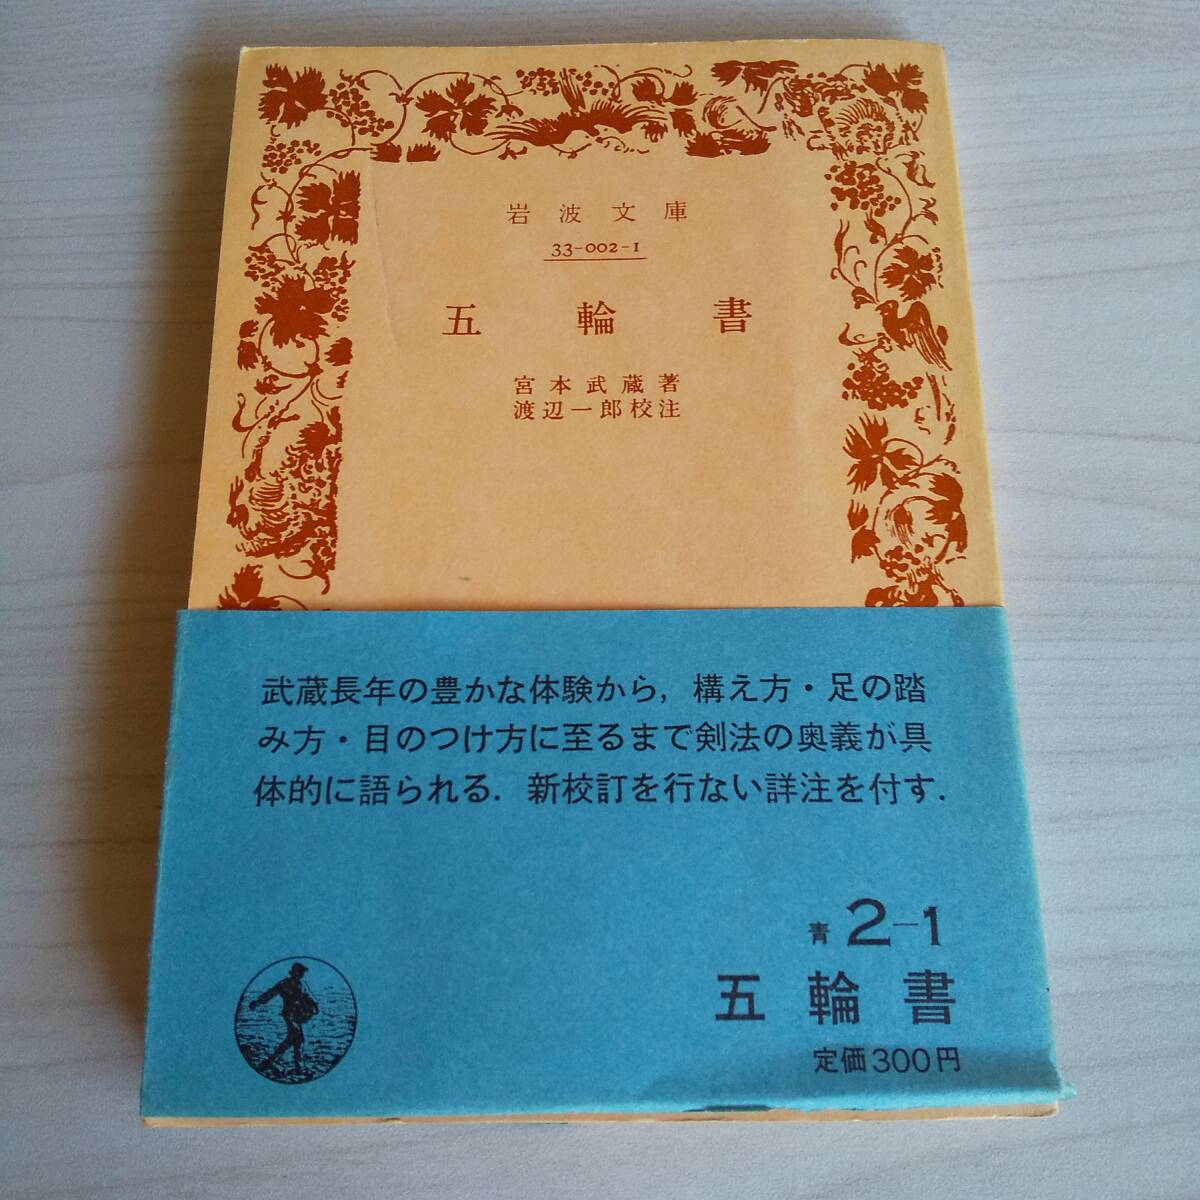 岩波文庫
33-002-1
五輪書
宮本武蔵著
渡辺一郎校注
武蔵長年の豊かな体験から，構え方・足の踏
み方・目のつけ方に至るまで剣法の奥義が具
体的に語られる．新校訂を行ない詳注を付す．
青 2-1
五輪書
定価300円